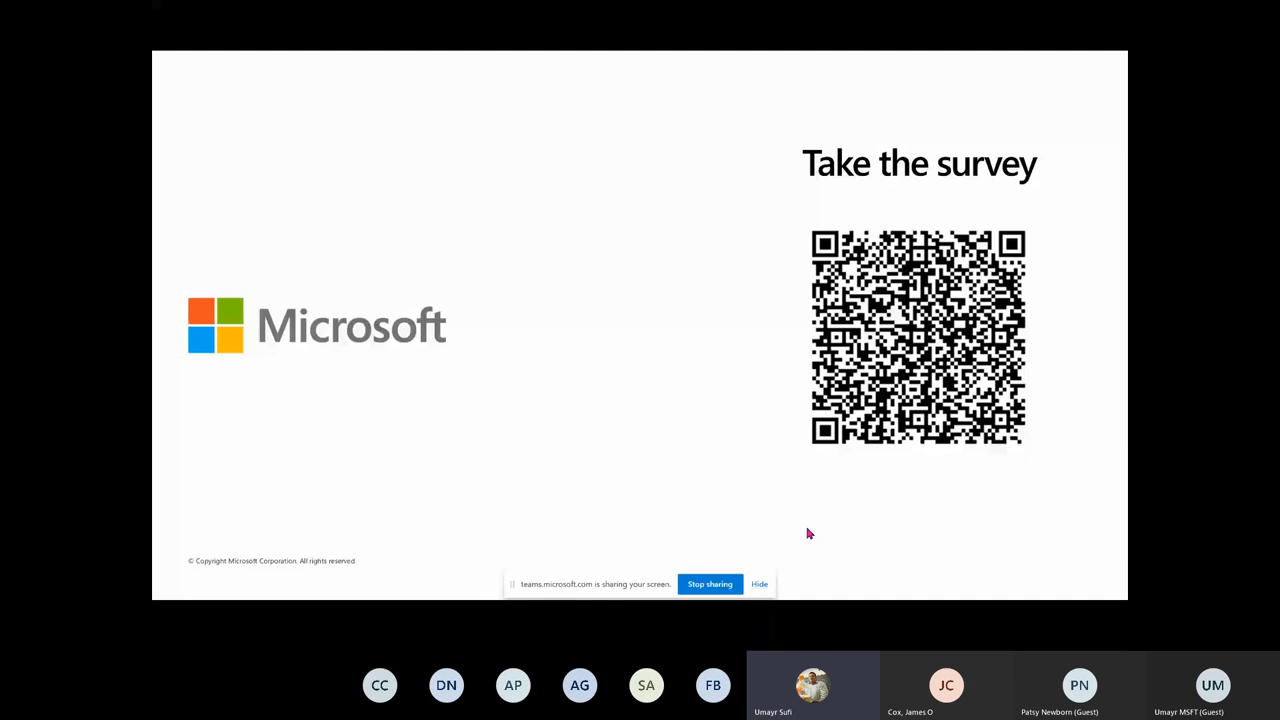 Take the survey
Microsoft
© Copyright Microsoft Corporation. All rights reserved.
teams.microsoft.com is sharing your screen.
Stop sharing
Hide
CC
DN
AP
AG
SA
FB
JC
PN
UM
Umayr Sufi
Cox, James O
Patsy Newborn (Guest)
Umayr MSFT (Guest)